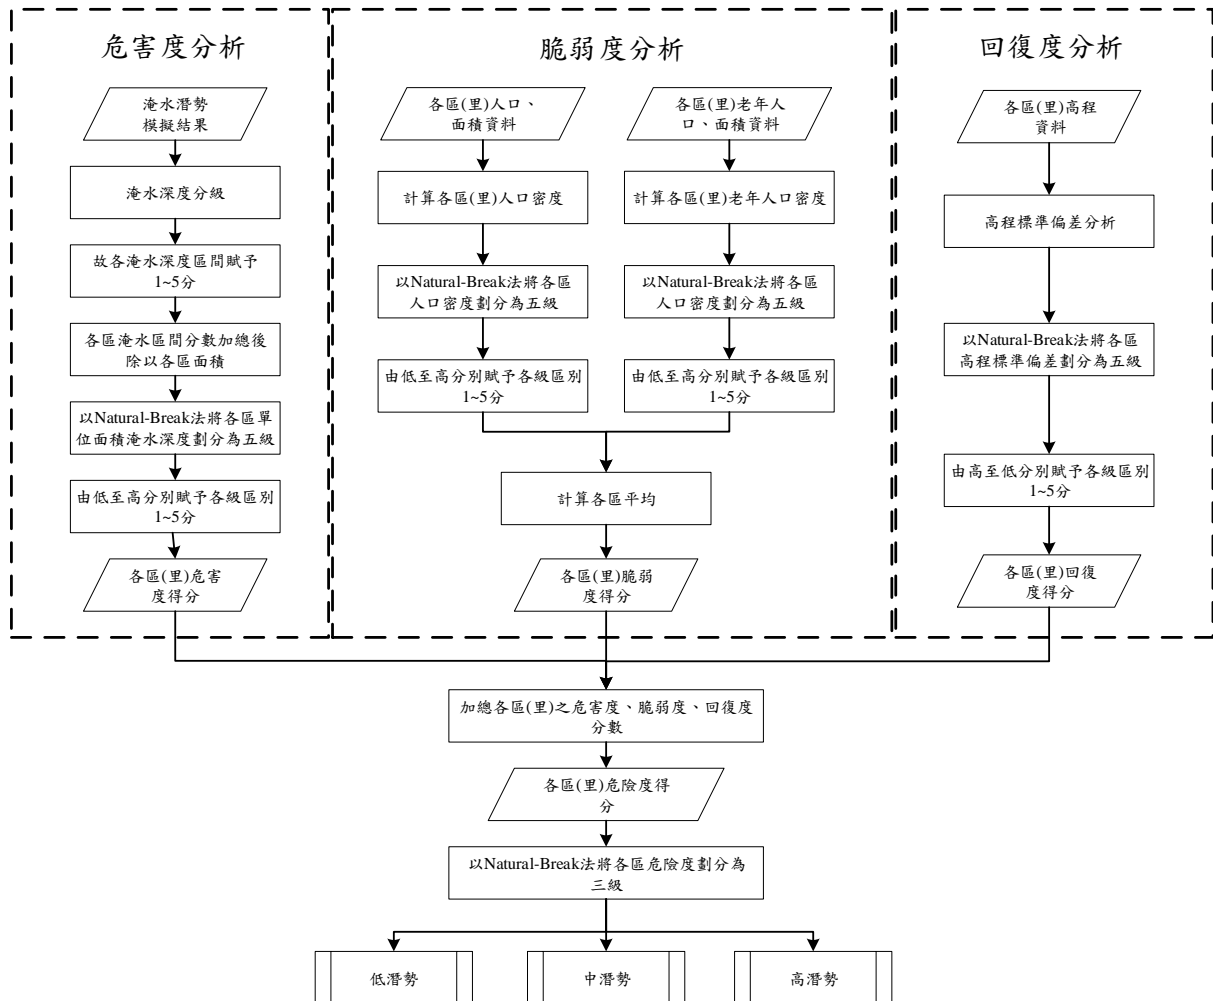 危害度分析
淹水潛勢
模擬結果
淹水深度分級
故各淹水深度區間賦予
1~5分
各區淹水區間分數加總後
除以各區面積
以Natural-Break法將各區單
位面積淹水深度劃分為五級
由低至高分別賦予各級區別
1~5分
各區(里)危害
度得分
脆弱度分析
各區(里)人口、
面積資料
計算各區(里)人口密度
以Natural-Break法將各區
人口密度劃分為五級
由低至高分別賦予各級區別
1~5分
各區(里)老年人
口、面積資料
計算各區(里)老年人口密度
以Natural-Break法將各區
人口密度劃分為五級
由低至高分別賦予各級區別
1~5分
計算各區平均
各區(里)脆弱
度得分
回復度分析
各區(里)高程
資料
高程標準偏差分析
以Natural-Break法將各區
高程標準偏差劃分為五級
由高至低分別賦予各級區別
1~5分
各區(里)回復
度得分
加總各區(里)之危害度、脆弱度、回復度
分數
各區(里)危險度得
分
以Natural-Break法將各區危險度劃分為
三級
低潛勢
中潛勢
高潛勢